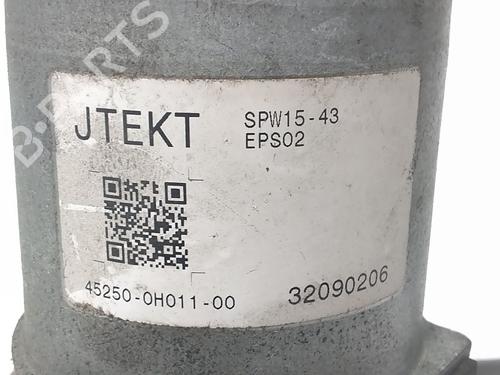 B-PARTS
JTEKT
SPW15-43
EPS02
45250-0H011-00
32090206